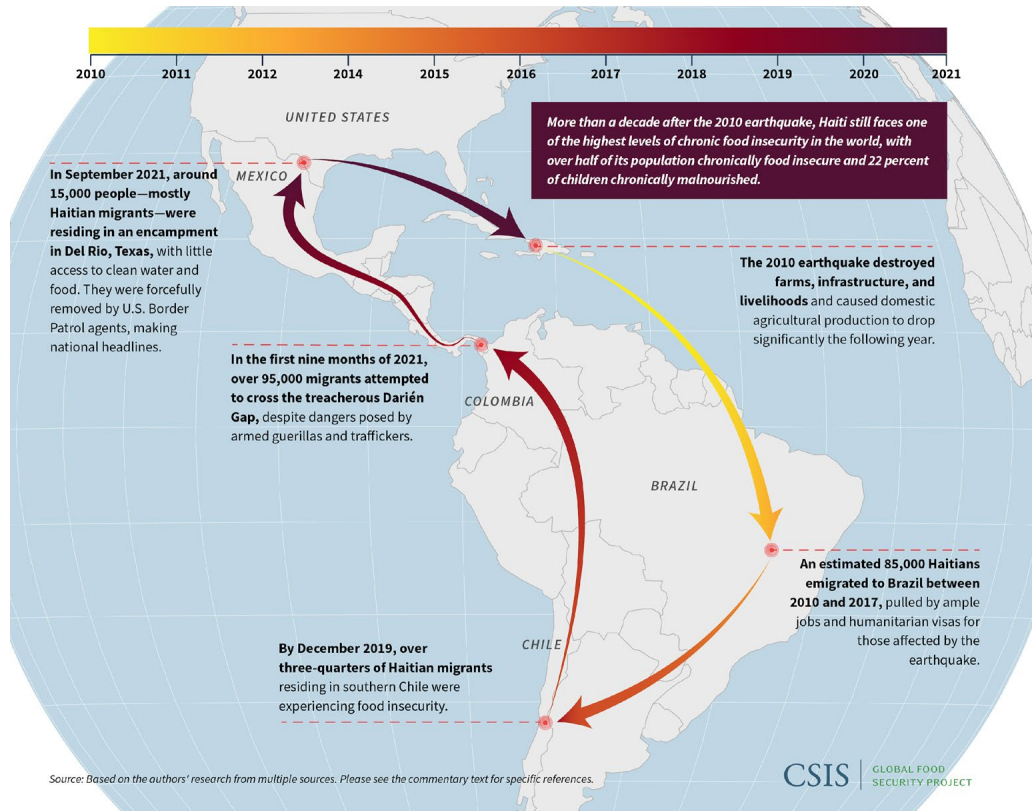 2010 2011 2012 2014 2015 2016 2017 2018 2019 2020 2021
UNITED STATES
More than a decade after the 2010 earthquake, Haiti still faces one
of the highest levels of chronic food insecurity in the world, with
over half of its population chronically food insecure and 22 percent
of children chronically malnourished.
MEXICO
In September 2021, around
15,000 people—mostly
Haitian migrants—were
residing in an encampment
in Del Rio, Texas, with little
access to clean water and
food. They were forcefully
removed by U.S. Border
Patrol agents, making
national headlines.
The 2010 earthquake destroyed
farms, infrastructure, and
livelihoods and caused domestic
agricultural production to drop
significantly the following year.
In the first nine months of 2021,
over 95,000 migrants attempted
to cross the treacherous Darién
Gap, despite dangers posed by
armed guerillas and traffickers.
COLOMBIA
BRAZIL
An estimated 85,000 Haitians
emigrated to Brazil between
2010 and 2017, pulled by ample
jobs and humanitarian visas for
those affected by the
earthquake.
CHILE
By December 2019, over
three-quarters of Haitian migrants
residing in southern Chile were
experiencing food insecurity.
Source: Based on the authors' research from multiple sources. Please see the commentary text for specific references.
CSIS
GLOBAL FOOD
SECURITY PROJECT